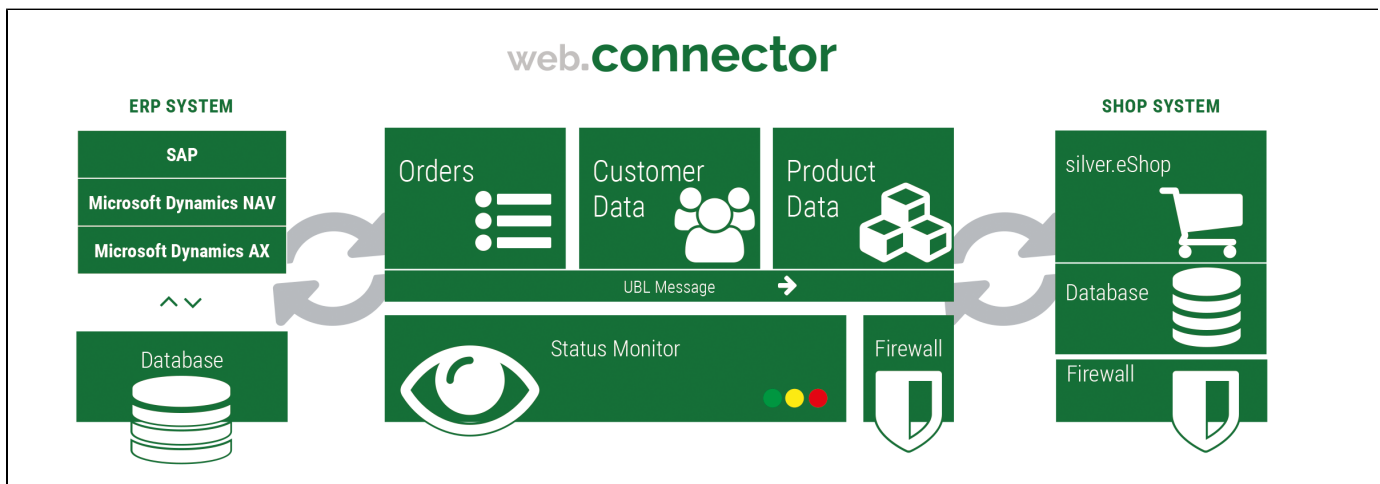 web.connector
ERP SYSTEM
SAP
Microsoft Dynamics NAV
Microsoft Dynamics AX
Database
Orders
Customer
Data
Product
Data
UBL Message
Status Monitor
Firewall
SHOP SYSTEM
silver.eShop
Database
Firewall